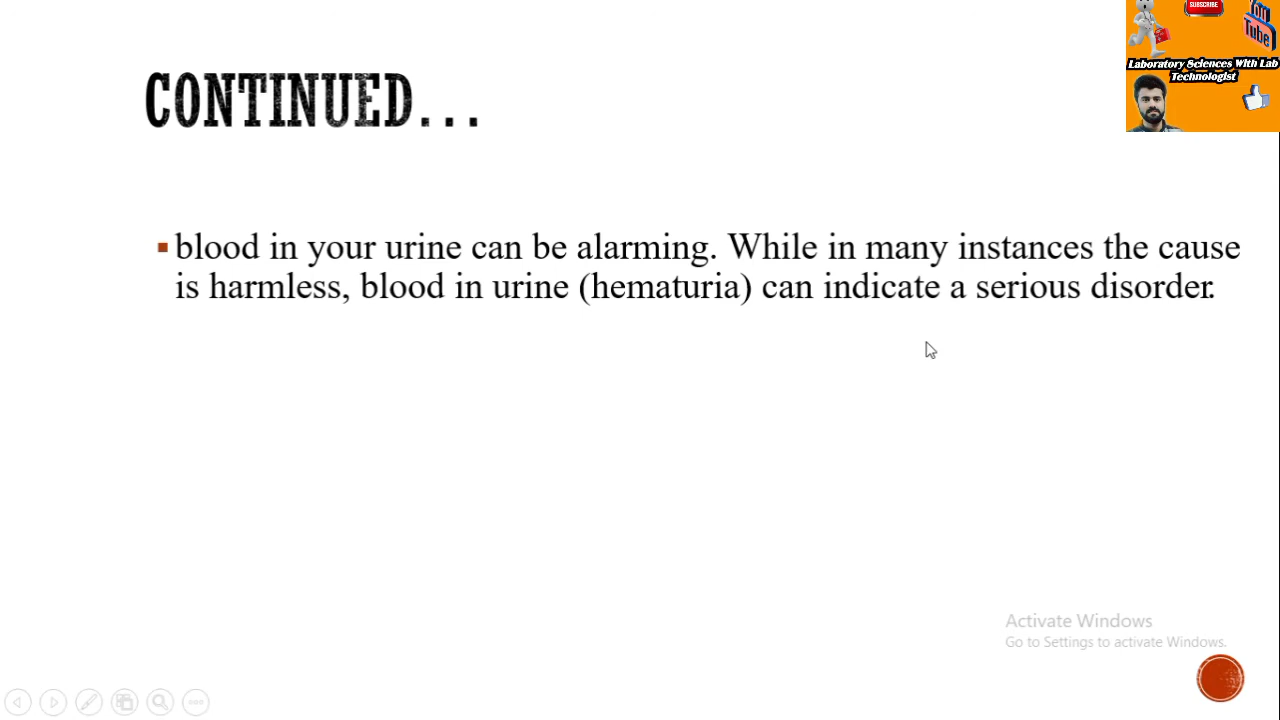 SUBSCRIBE
You
Tube
Laboratory Sciences With Lab
Technologist
CONTINUED...
blood in your urine can be alarming. While in many instances the cause
is harmless, blood in urine (hematuria) can indicate a serious disorder.
Activate Windows
Go to Settings to activate Windows.